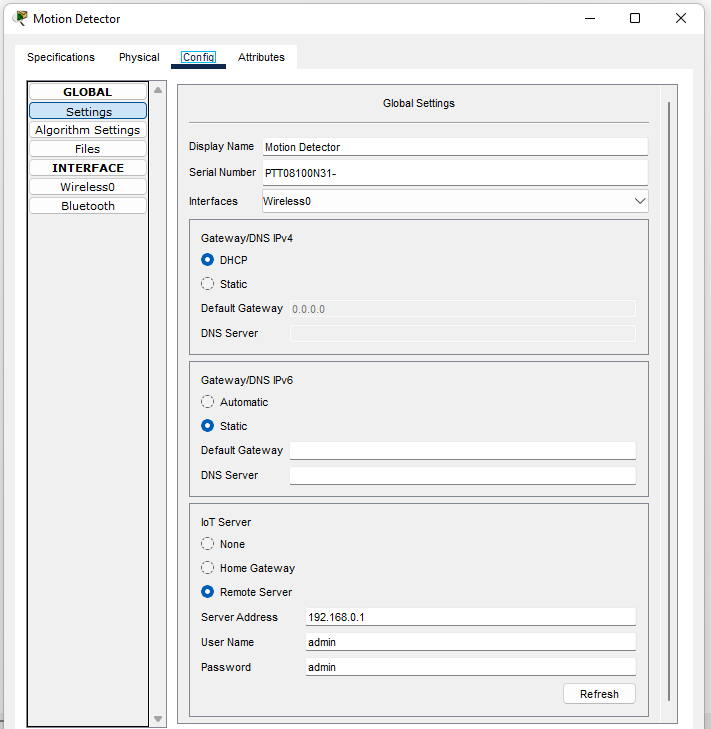 Motion Detector
Specifications Physical Config Attributes
GLOBAL
Settings
Algorithm Settings
Files
INTERFACE
Wireless0
Bluetooth
Global Settings
Display Name Motion Detector
Serial Number PTT08100N31-
Interfaces Wireless0
Gateway/DNS IPv4
DHCP
Static
Default Gateway 0.0.0.0
DNS Server
Gateway/DNS IPv6
Automatic
Static
Default Gateway
DNS Server
IoT Server
None
Home Gateway
Remote Server
Server Address 192.168.0.1
User Name admin
Password admin
Refresh